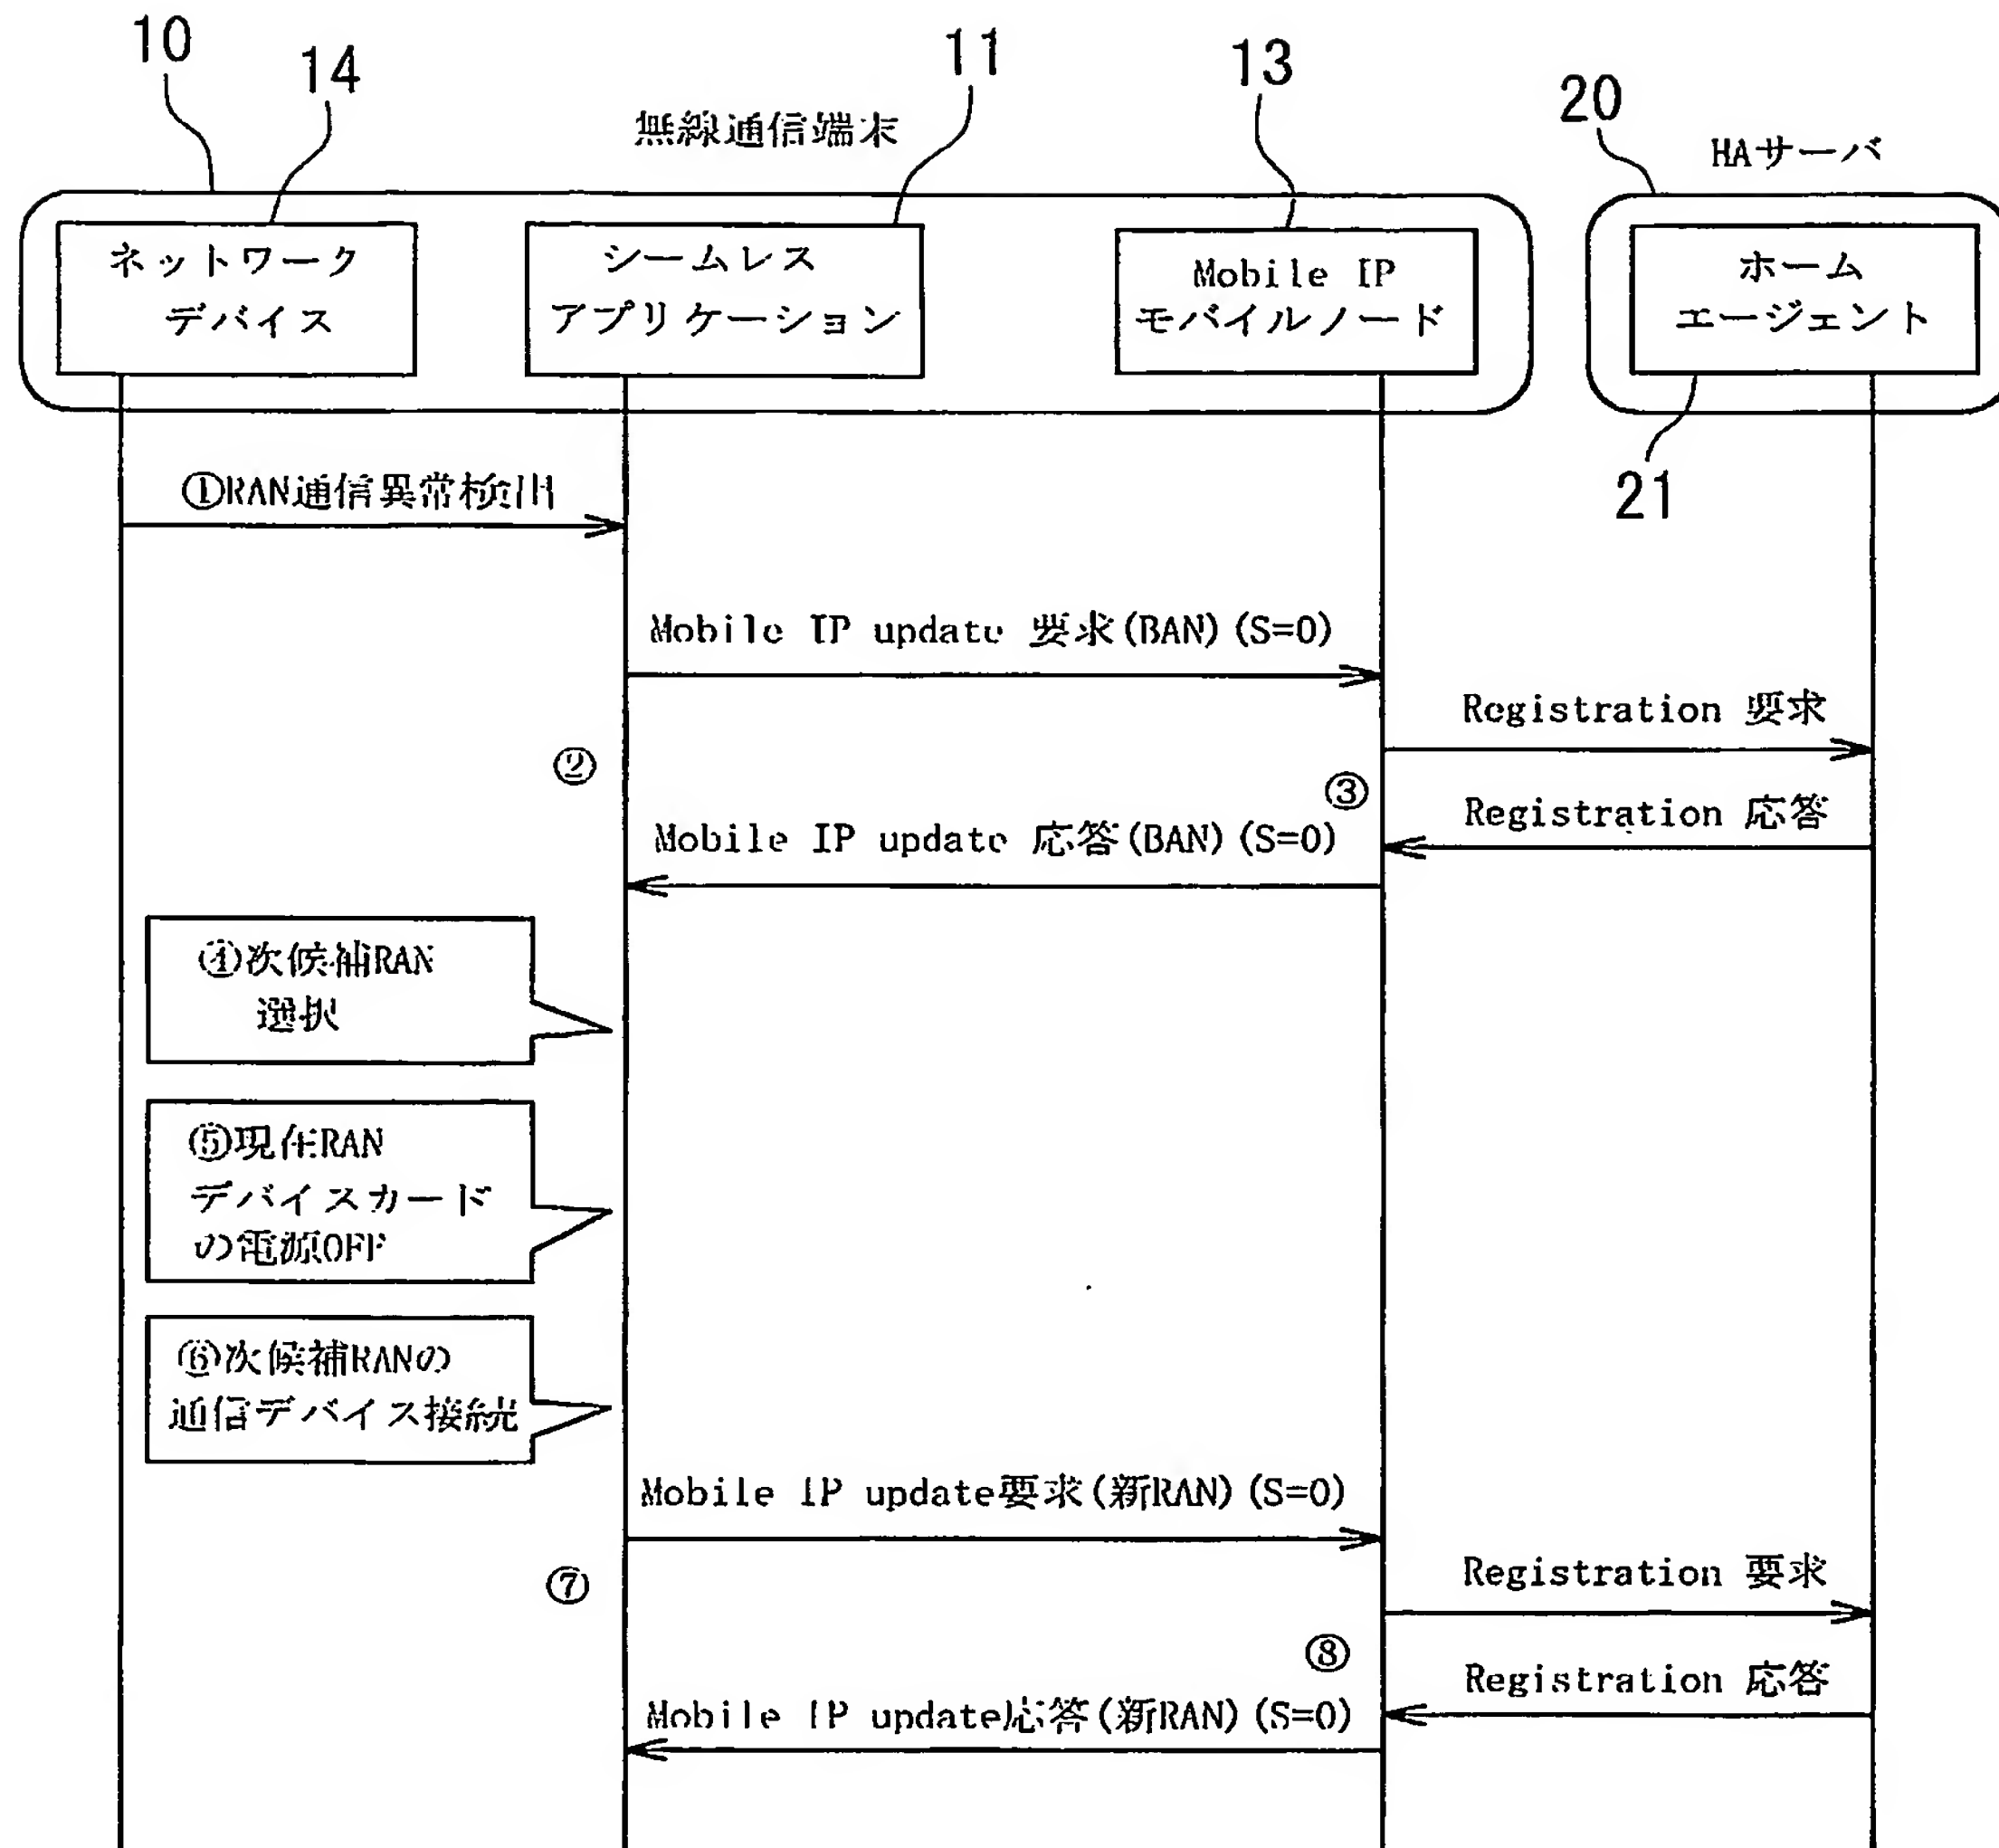 10
14
11
13
20
無線通信端末
HAサーバ
ネットワーク
デバイス
シームレス
アプリケーション
Mobile IP
モバイルノード
ホーム
エージェント
21
①RAN通信異常検出
Mobile IP update 要求(BAN)(S=0)
Registration 要求
②
③
Registration 応答
Mobile IP update 応答(BAN)(S=0)
④次候補RAN
選択
⑤現在RAN
デバイスカード
の電源OFF
⑥次候補RANの
通信デバイス接続
Mobile IP update要求(新RAN)(S=0)
Registration 要求
⑦
⑧
Registration 応答
Mobile IP update応答(新RAN)(S=0)